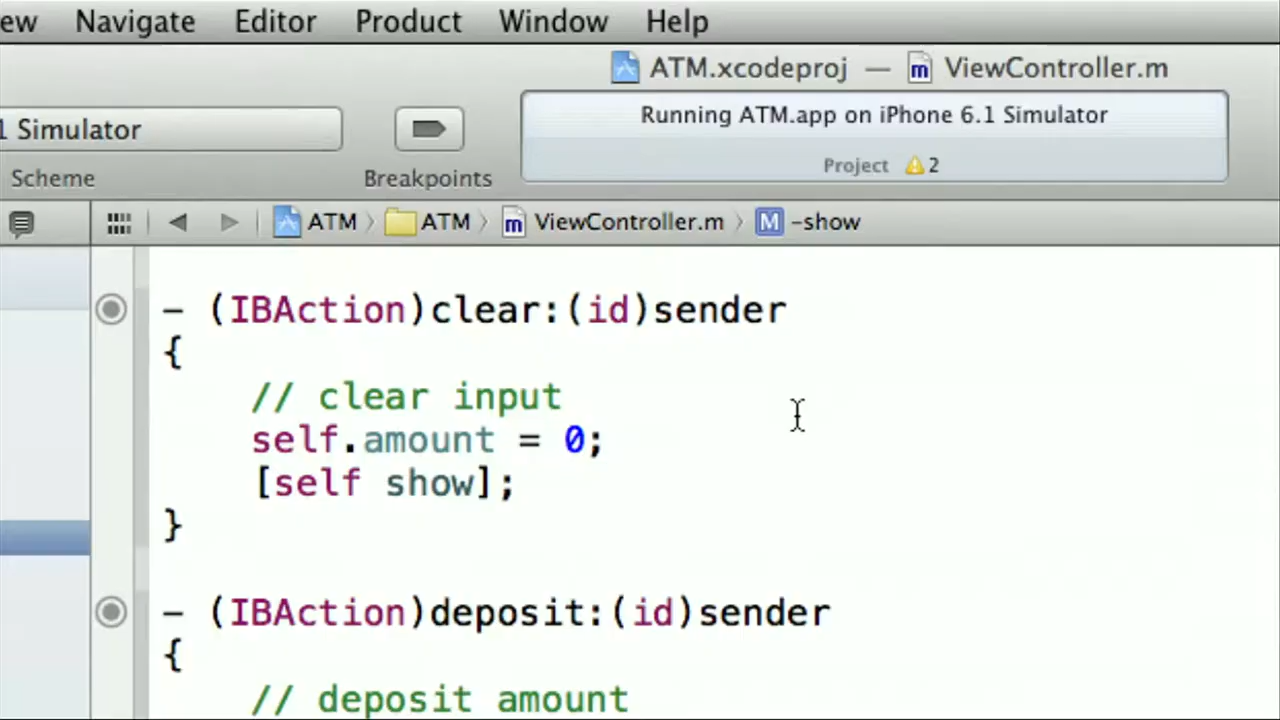 ew Navigate Editor Product Window Help
ATM.xcodeproj — ViewController.m
1 Simulator
Running ATM.app on iPhone 6.1 Simulator
Scheme Breakpoints Project 2
ATM ATM ViewController.m M -show
- (IBAction)clear:(id)sender
{
// clear input
self.amount = 0;
[self show];
}
- (IBAction)deposit:(id)sender
{
// deposit amount